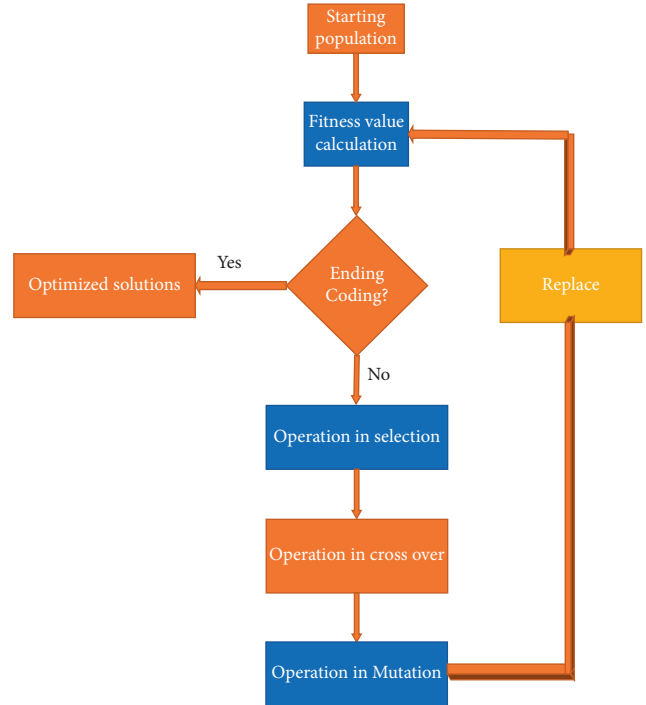 Starting
population
Fitness value
calculation
Ending
Coding?
Yes
Optimized solutions
Replace
No
Operation in selection
Operation in cross over
Operation in Mutation